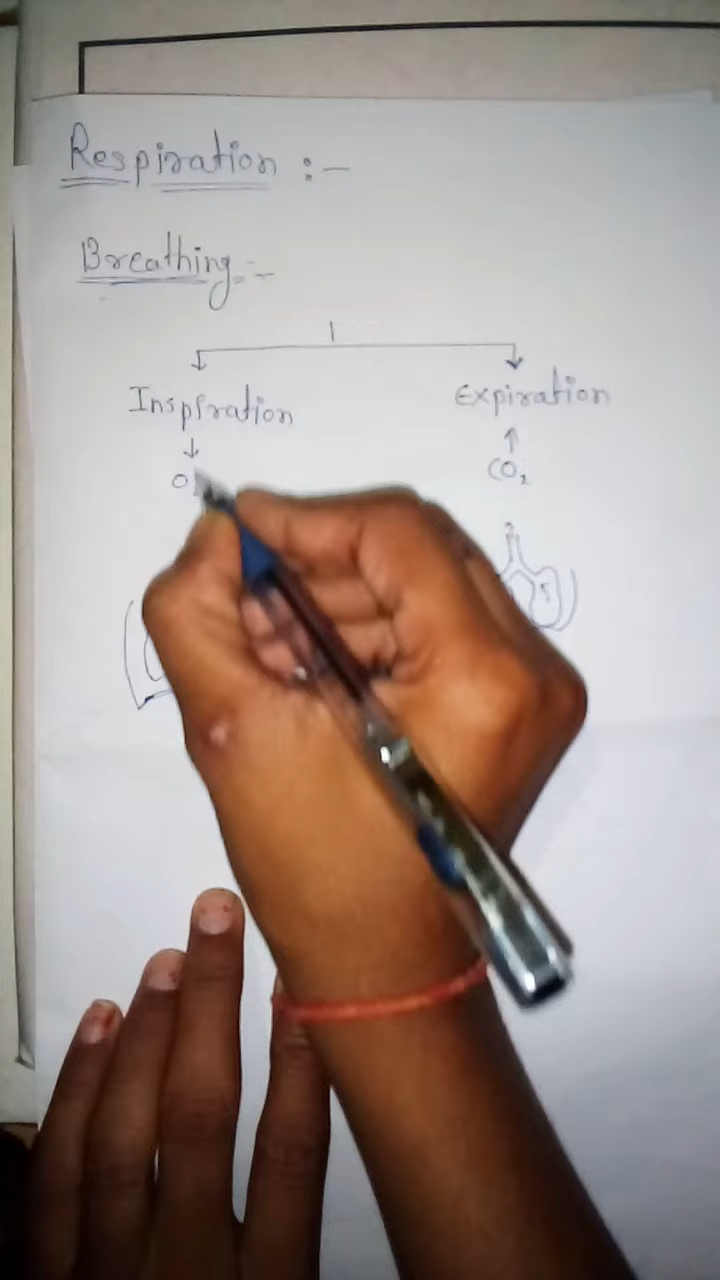 Respiration :-
Breathing :-
Inspiration Expiration
O CO₂